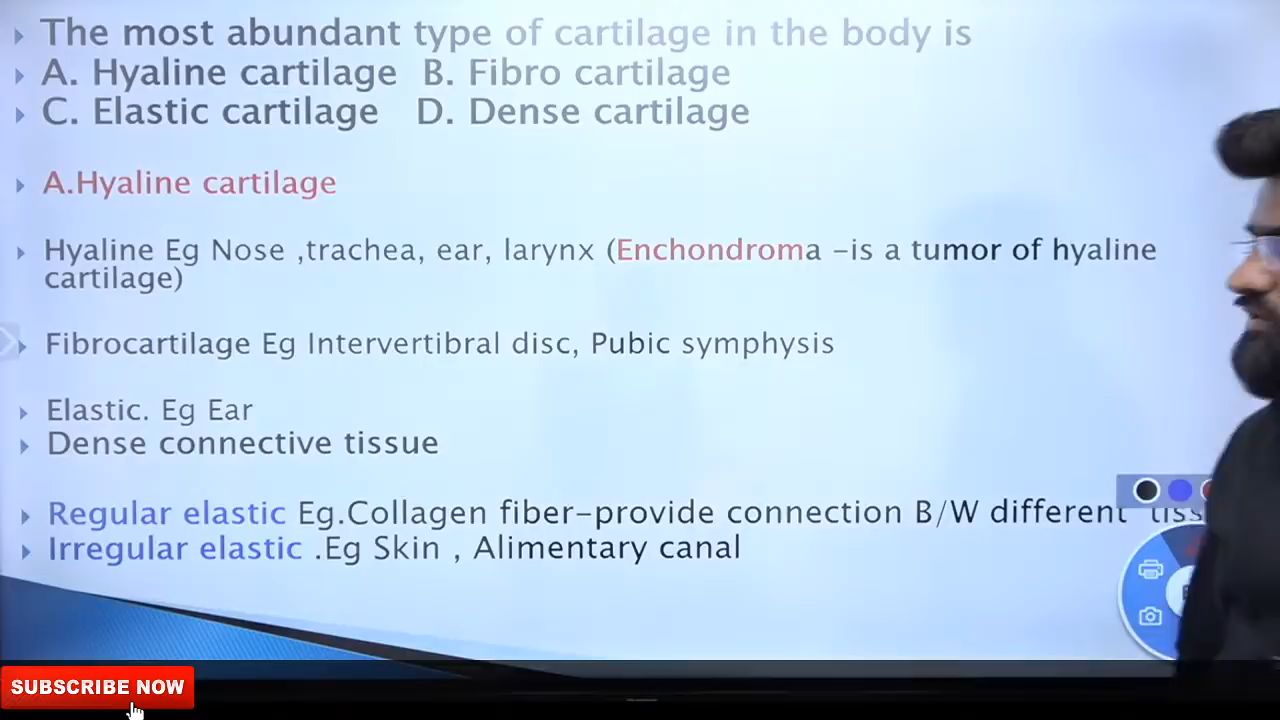 The most abundant type of cartilage in the body is
A. Hyaline cartilage B. Fibro cartilage
C. Elastic cartilage D. Dense cartilage
A.Hyaline cartilage
Hyaline Eg Nose ,trachea, ear, larynx (Enchondroma -is a tumor of hyaline
cartilage)
Fibrocartilage Eg Intervertibral disc, Pubic symphysis
Elastic. Eg Ear
Dense connective tissue
Regular elastic Eg.Collagen fiber-provide connection B/W different
Irregular elastic .Eg Skin , Alimentary canal
SUBSCRIBE NOW